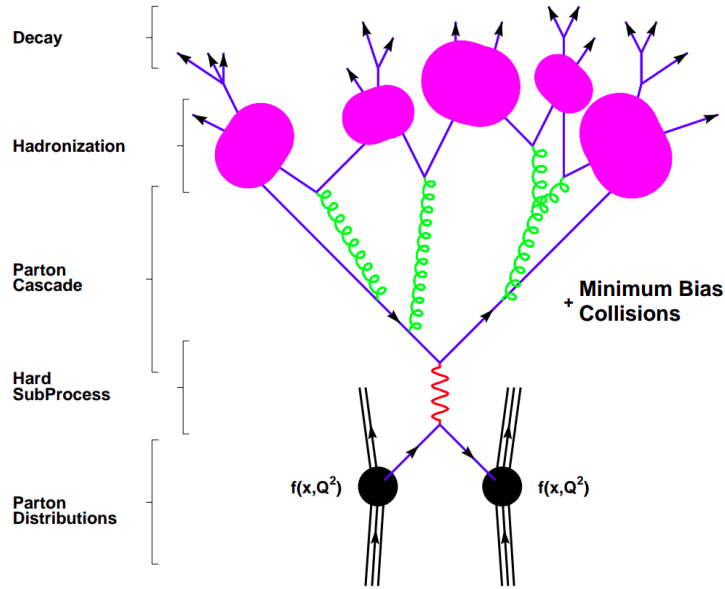 Decay
Hadronization
Parton
Cascade
+ Minimum Bias
Collisions
Hard
SubProcess
f(x,Q²)
f(x,Q²)
Parton
Distributions